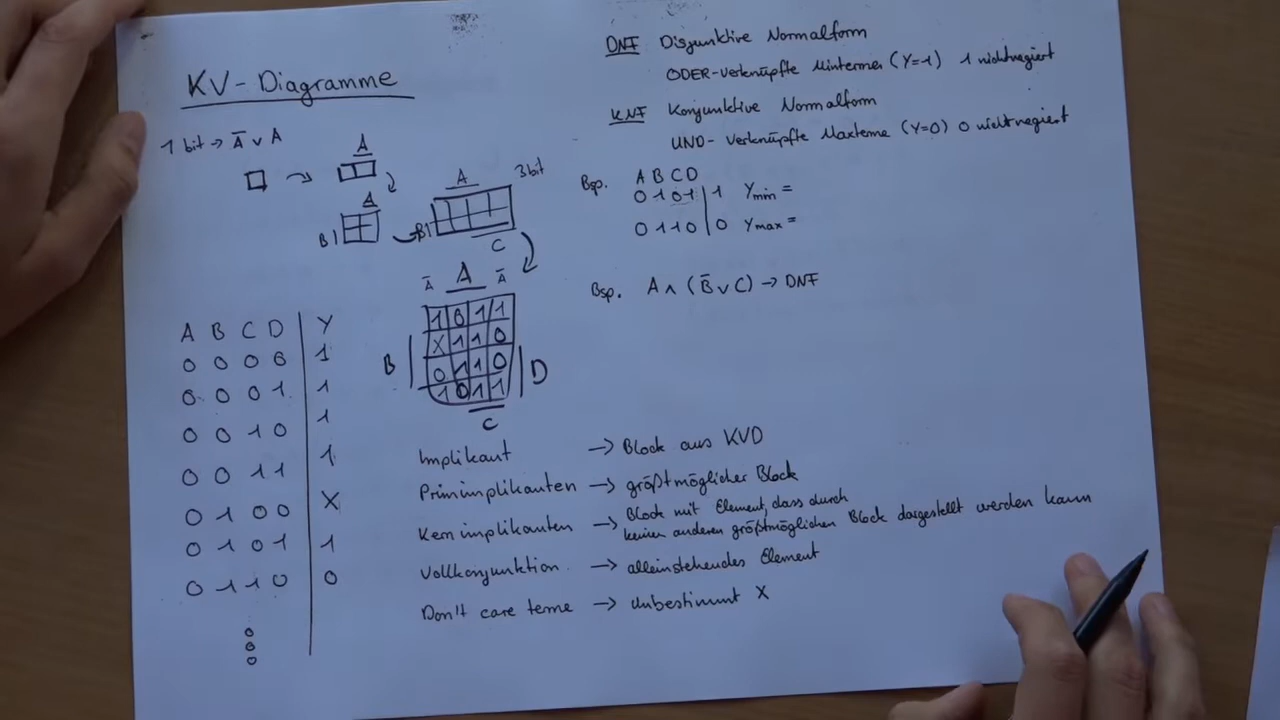 KV-Diagramme
1 bit → A̅ v A
A
A
B
A
3 bit
B
C
A̅ A A̅
1 0 1 1
X 1 1 0
0 1 1 0
1 0 1 1
B
D
C
A B C D | Y
0 0 0 0 | 1
0 0 0 1 | 1
0 0 1 0 | 1
0 0 1 1 | 1
0 1 0 0 | X
0 1 0 1 | 1
0 1 1 0 | 0
DNF Disjunktive Normalform
ODER-verknüpfte Minterme (Y=1) 1 nicht negiert
KNF Konjunktive Normalform
UND-verknüpfte Maxterme (Y=0) 0 nicht negiert
Bsp. A B C D
0 1 0 1 | 1 Ymin =
0 1 1 0 | 0 Ymax =
Bsp. A ∧ (B̅ ∨ C) → DNF
Implikant → Block aus KVD
Primimplikanten → größtmöglicher Block
Kernimplikanten → Block mit Element, dass durch
keinen anderen größtmöglichen Block dargestellt werden kann
Vollkonjunktion → alleinstehendes Element
Don't care terme → unbestimmt X